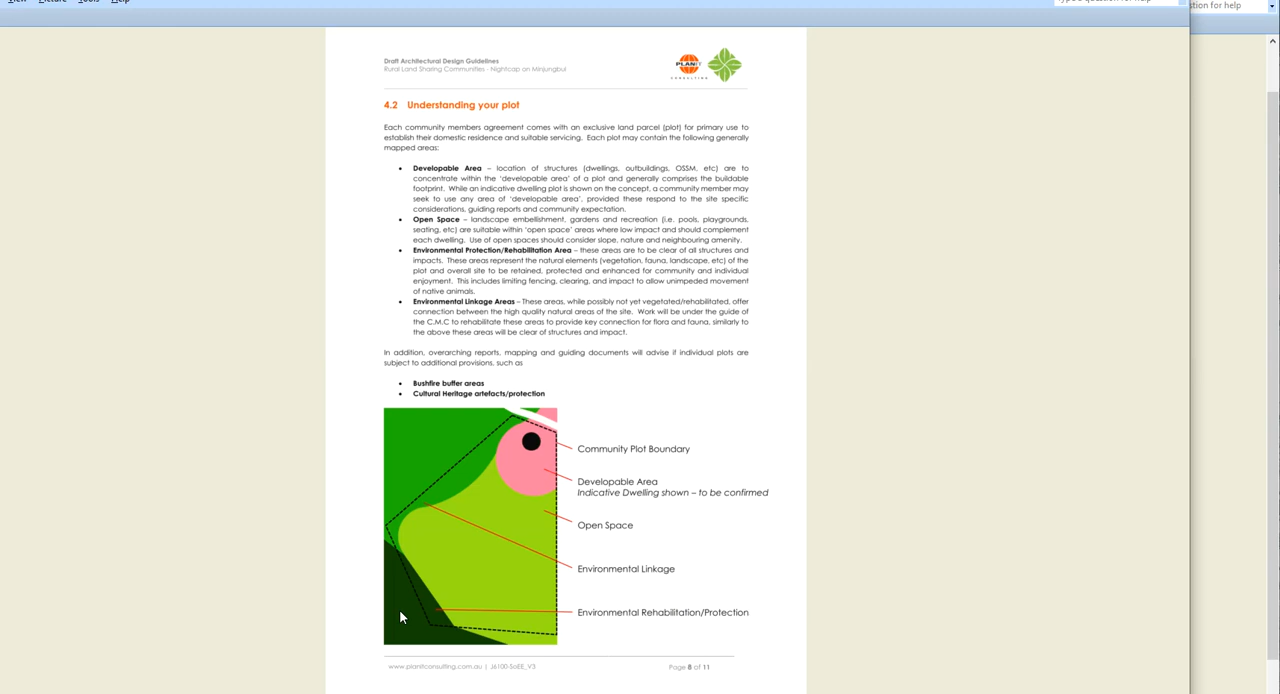 View Picture Tools Help
Type a question for help
stion for help
Draft Architectural Design Guidelines
Rural Land Sharing Communities - Nightcap on Minjungbul
PLANIT
CONSULTING
4.2 Understanding your plot
Each community members agreement comes with an exclusive land parcel (plot) for primary use to
establish their domestic residence and suitable servicing. Each plot may contain the following generally
mapped areas:
• Developable Area – location of structures (dwellings, outbuildings, OSSM, etc) are to
concentrate within the 'developable area' of a plot and generally comprises the buildable
footprint. While an indicative dwelling plot is shown on the concept, a community member may
seek to use any area of 'developable area', provided these respond to the site specific
considerations, guiding reports and community expectation.
• Open Space – landscape embellishment, gardens and recreation (i.e. pools, playgrounds,
seating, etc) are suitable within 'open space' areas where low impact and should complement
each dwelling. Use of open spaces should consider slope, nature and neighbouring amenity.
• Environmental Protection/Rehabilitation Area – these areas are to be clear of all structures and
impacts. These areas represent the natural elements (vegetation, fauna, landscape, etc) of the
plot and overall site to be retained, protected and enhanced for community and individual
enjoyment. This includes limiting fencing, clearing, and impact to allow unimpeded movement
of native animals.
• Environmental Linkage Areas – These areas, while possibly not yet vegetated/rehabilitated, offer
connection between the high quality natural areas of the site. Work will be under the guide of
the C.M.C to rehabilitate these areas to provide key connection for flora and fauna, similarly to
the above these areas will be clear of structures and impact.
In addition, overarching reports, mapping and guiding documents will advise if individual plots are
subject to additional provisions, such as
• Bushfire buffer areas
• Cultural Heritage artefacts/protection
Community Plot Boundary
Developable Area
Indicative Dwelling shown – to be confirmed
Open Space
Environmental Linkage
Environmental Rehabilitation/Protection
www.planitconsulting.com.au | J6100-SoEE_V3
Page 8 of 11